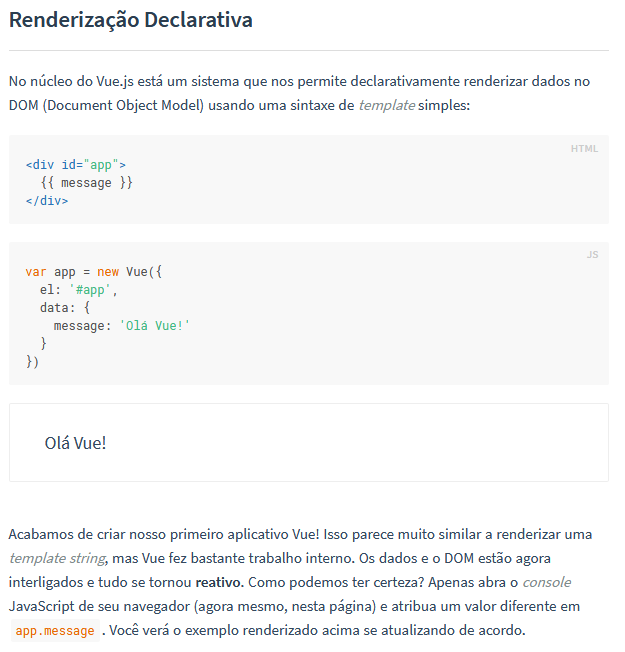 Renderização Declarativa
No núcleo do Vue.js está um sistema que nos permite declarativamente renderizar dados no
DOM (Document Object Model) usando uma sintaxe de template simples:
HTML
<div id="app">
  {{ message }}
</div>
JS
var app = new Vue({
  el: '#app',
  data: {
    message: 'Olá Vue!'
  }
})
Olá Vue!
Acabamos de criar nosso primeiro aplicativo Vue! Isso parece muito similar a renderizar uma
template string, mas Vue fez bastante trabalho interno. Os dados e o DOM estão agora
interligados e tudo se tornou reativo. Como podemos ter certeza? Apenas abra o console
JavaScript de seu navegador (agora mesmo, nesta página) e atribua um valor diferente em
app.message . Você verá o exemplo renderizado acima se atualizando de acordo.